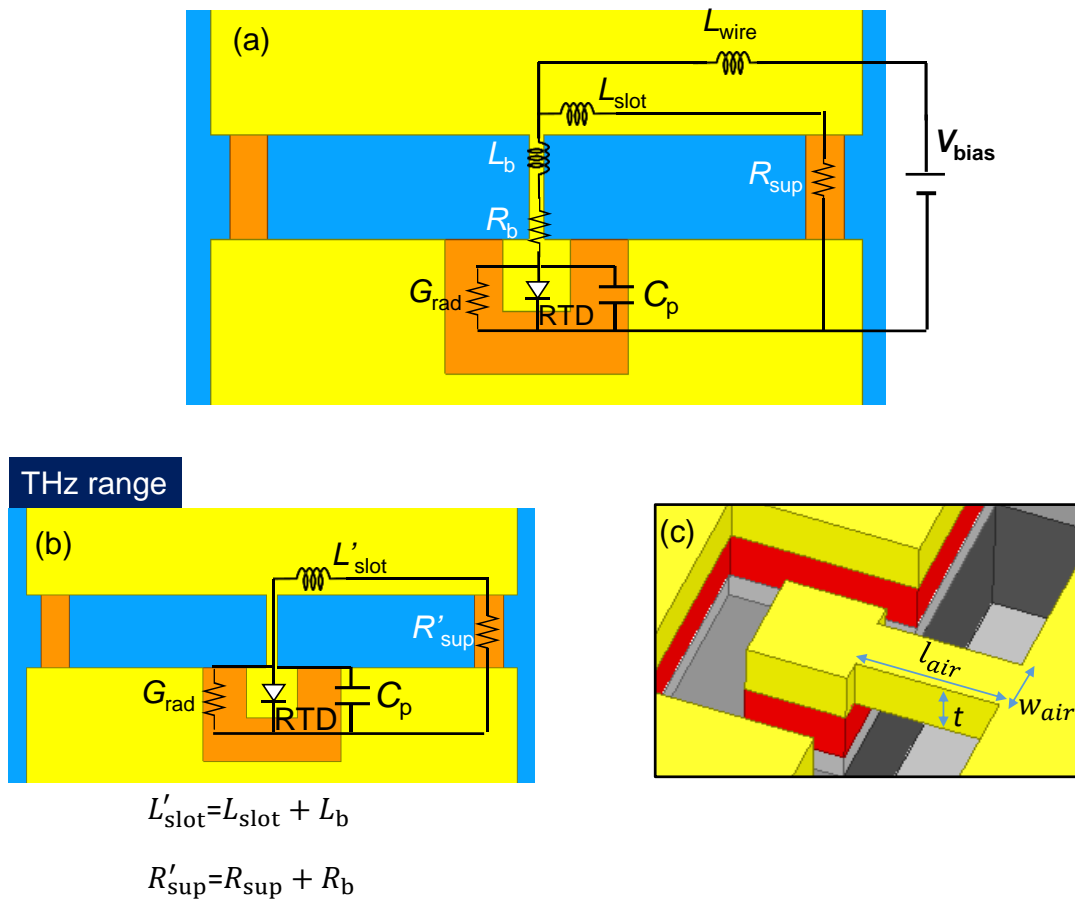 (a)
L_wire
L_slot
V_bias
L_b
R_sup
R_b
G_rad
C_p
RTD
THz range
(b)
L'_slot
R'_sup
G_rad
C_p
RTD
(c)
l_air
w_air
t
L'_slot=L_slot + L_b
R'_sup=R_sup + R_b